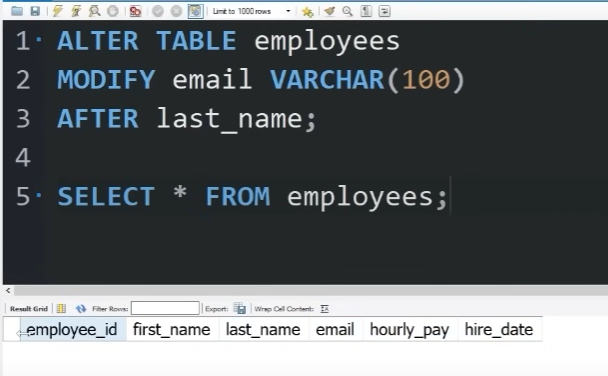 Limit to 1000 rows
1 ALTER TABLE employees
2 MODIFY email VARCHAR(100)
3 AFTER last_name;
4
5 SELECT * FROM employees;
Result Grid Filter Rows: Export: Wrap Cell Content:
employee_id first_name last_name email hourly_pay hire_date